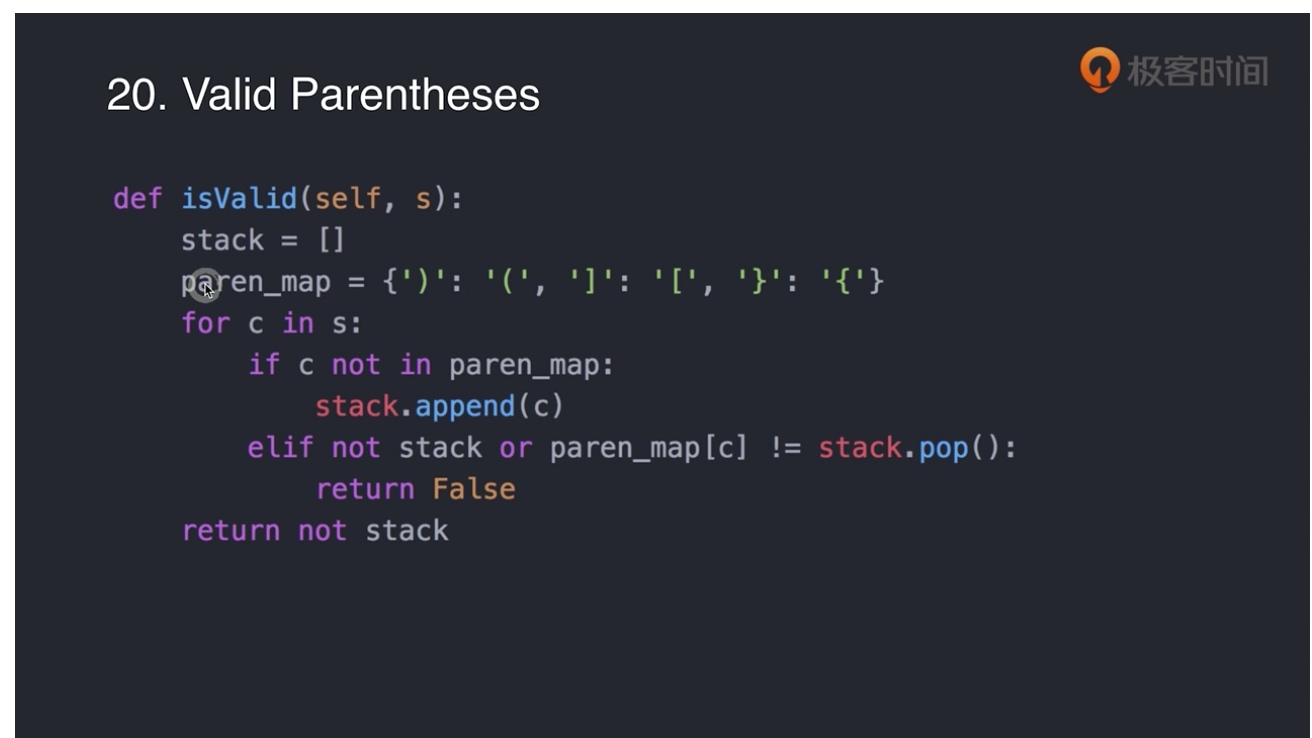 极客时间
20. Valid Parentheses
def isValid(self, s):
    stack = []
    paren_map = {')': '(', ']': '[', '}': '{'}
    for c in s:
        if c not in paren_map:
            stack.append(c)
        elif not stack or paren_map[c] != stack.pop():
            return False
    return not stack